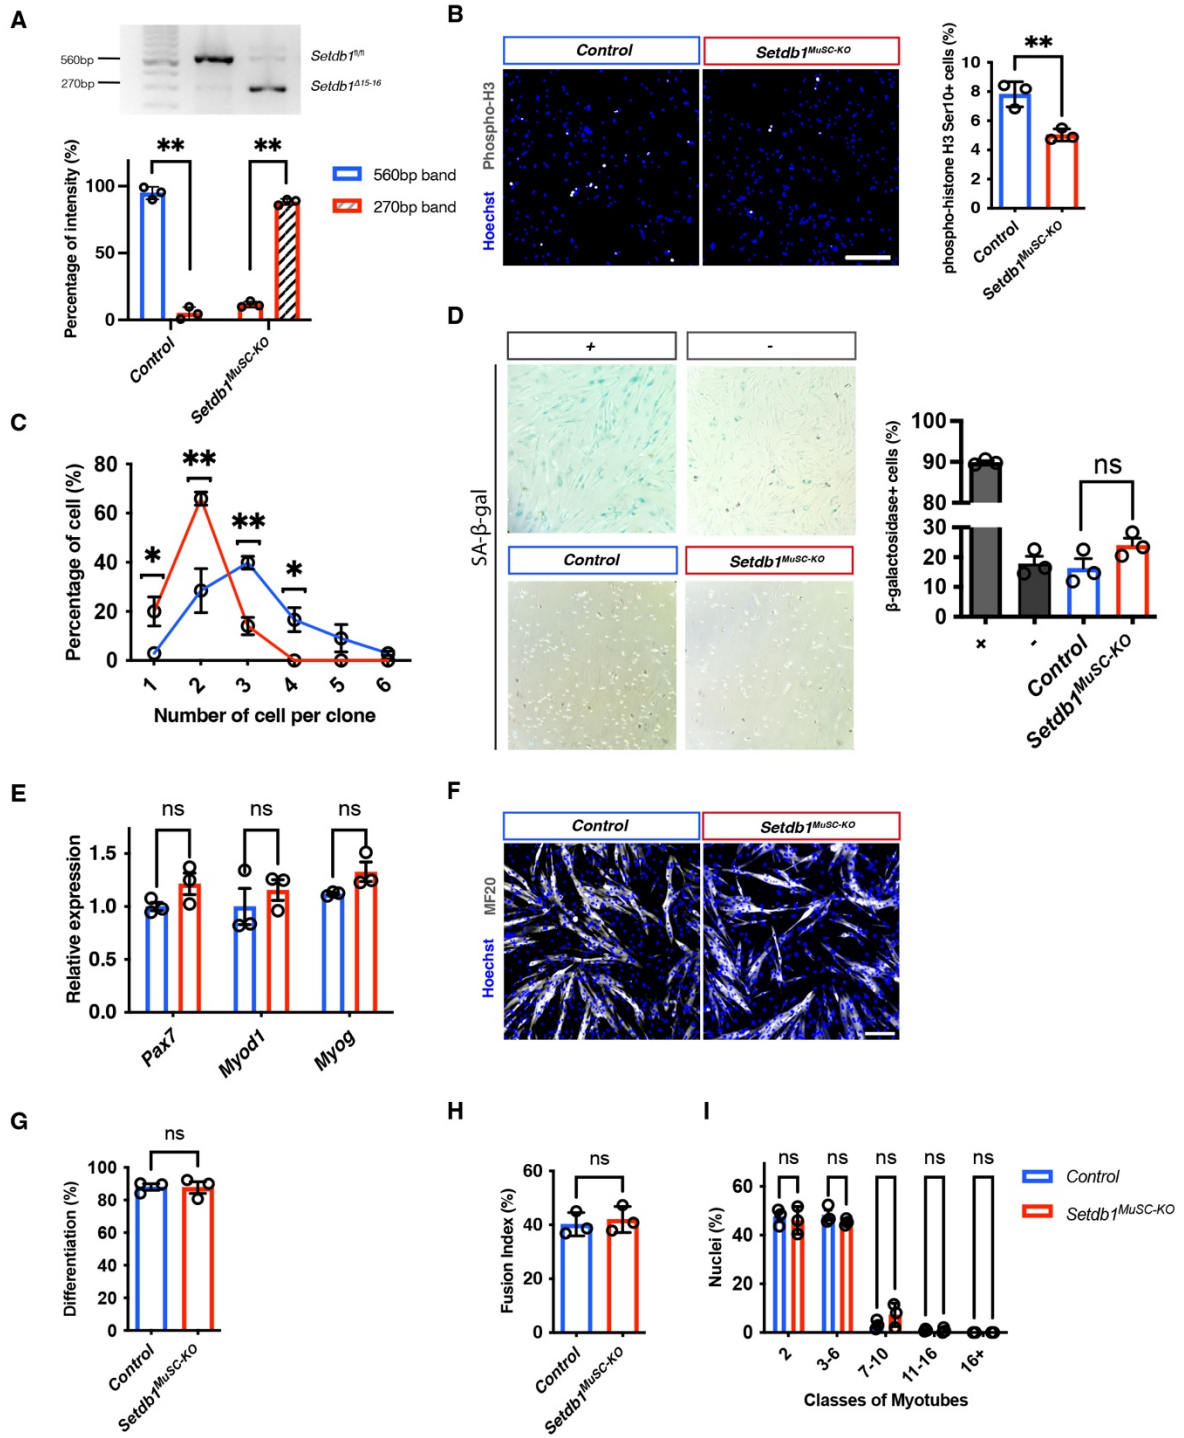 A
560bp
270bp
Setdb1fl/fl
Setdb1Δ15-16
Percentage of intensity (%)
100
50
0
**
**
560bp band
270bp band
Control
Setdb1MuSC-KO
B
Control
Setdb1MuSC-KO
Hoechst Phospho-H3
phospho-histone H3 Ser10+ cells (%)
10
8
6
4
2
0
**
Control
Setdb1MuSC-KO
C
Percentage of cell (%)
80
60
40
20
0
*
**
**
*
1 2 3 4 5 6
Number of cell per clone
D
SA-β-gal
+
-
Control
Setdb1MuSC-KO
β-galactosidase+ cells (%)
100
90
80
30
20
10
0
ns
+
-
Control
Setdb1MuSC-KO
E
Relative expression
1.5
1.0
0.5
0.0
ns
ns
ns
Pax7
Myod1
Myog
F
Control
Setdb1MuSC-KO
Hoechst MF20
G
Differentiation (%)
100
80
60
40
20
0
ns
Control
Setdb1MuSC-KO
H
Fusion Index (%)
60
40
20
0
ns
Control
Setdb1MuSC-KO
I
Nuclei (%)
60
40
20
0
ns ns ns ns ns
2 3-6 7-10 11-16 16+
Classes of Myotubes
Control
Setdb1MuSC-KO